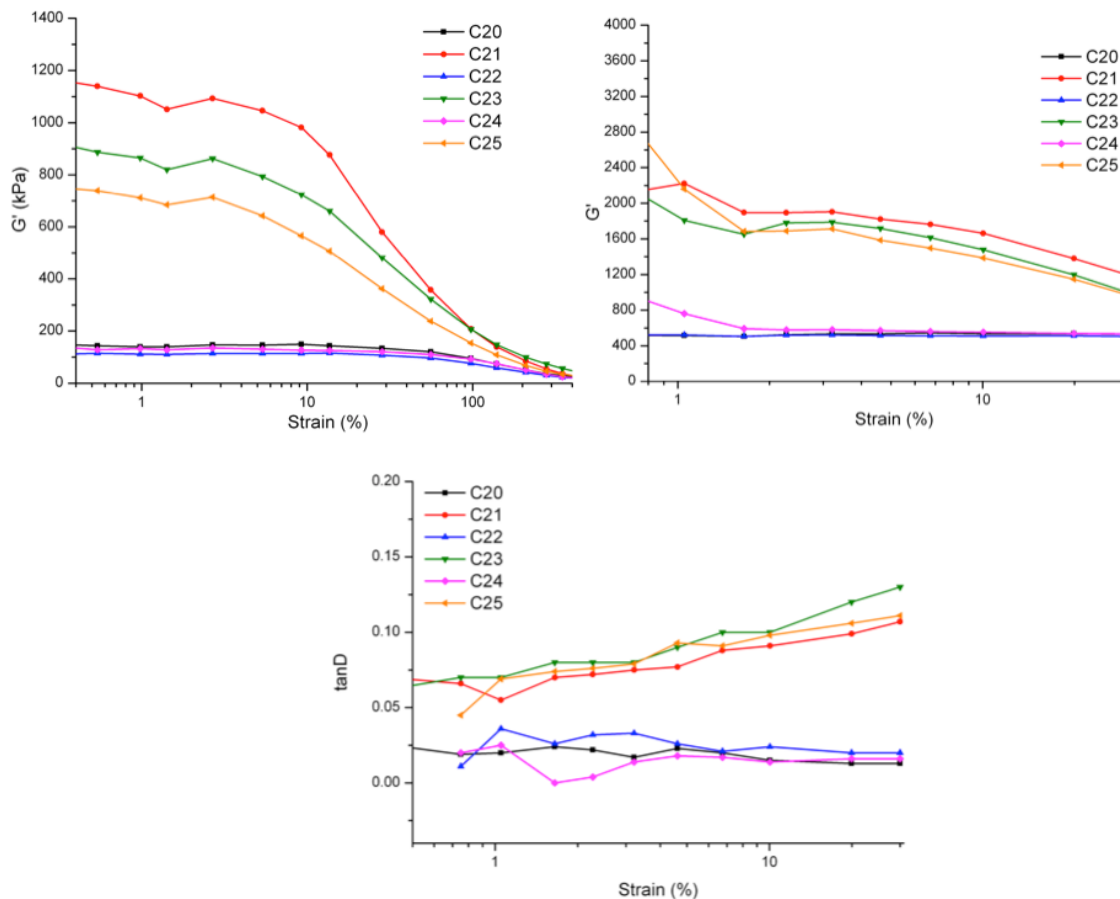 1400
1200
1000
800
600
400
200
0
G' (kPa)
1
10
100
Strain (%)
C20
C21
C22
C23
C24
C25
4000
3600
3200
2800
2400
2000
1600
1200
800
400
0
G'
1
10
Strain (%)
C20
C21
C22
C23
C24
C25
0.20
0.15
0.10
0.05
0.00
tanD
1
10
Strain (%)
C20
C21
C22
C23
C24
C25